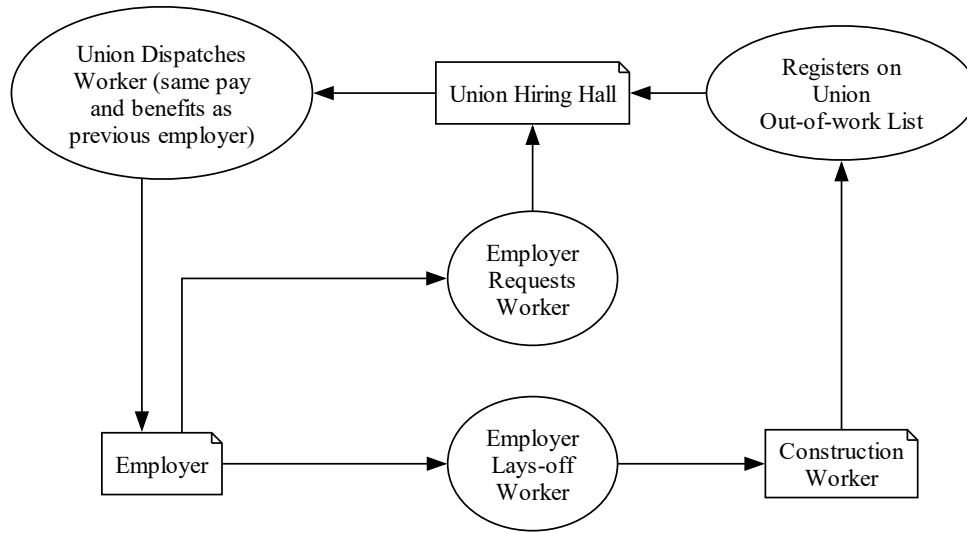 Union Dispatches
Worker (same pay
and benefits as
previous employer)
Union Hiring Hall
Registers on
Union
Out-of-work List
Employer
Requests
Worker
Employer
Employer
Lays-off
Worker
Construction
Worker